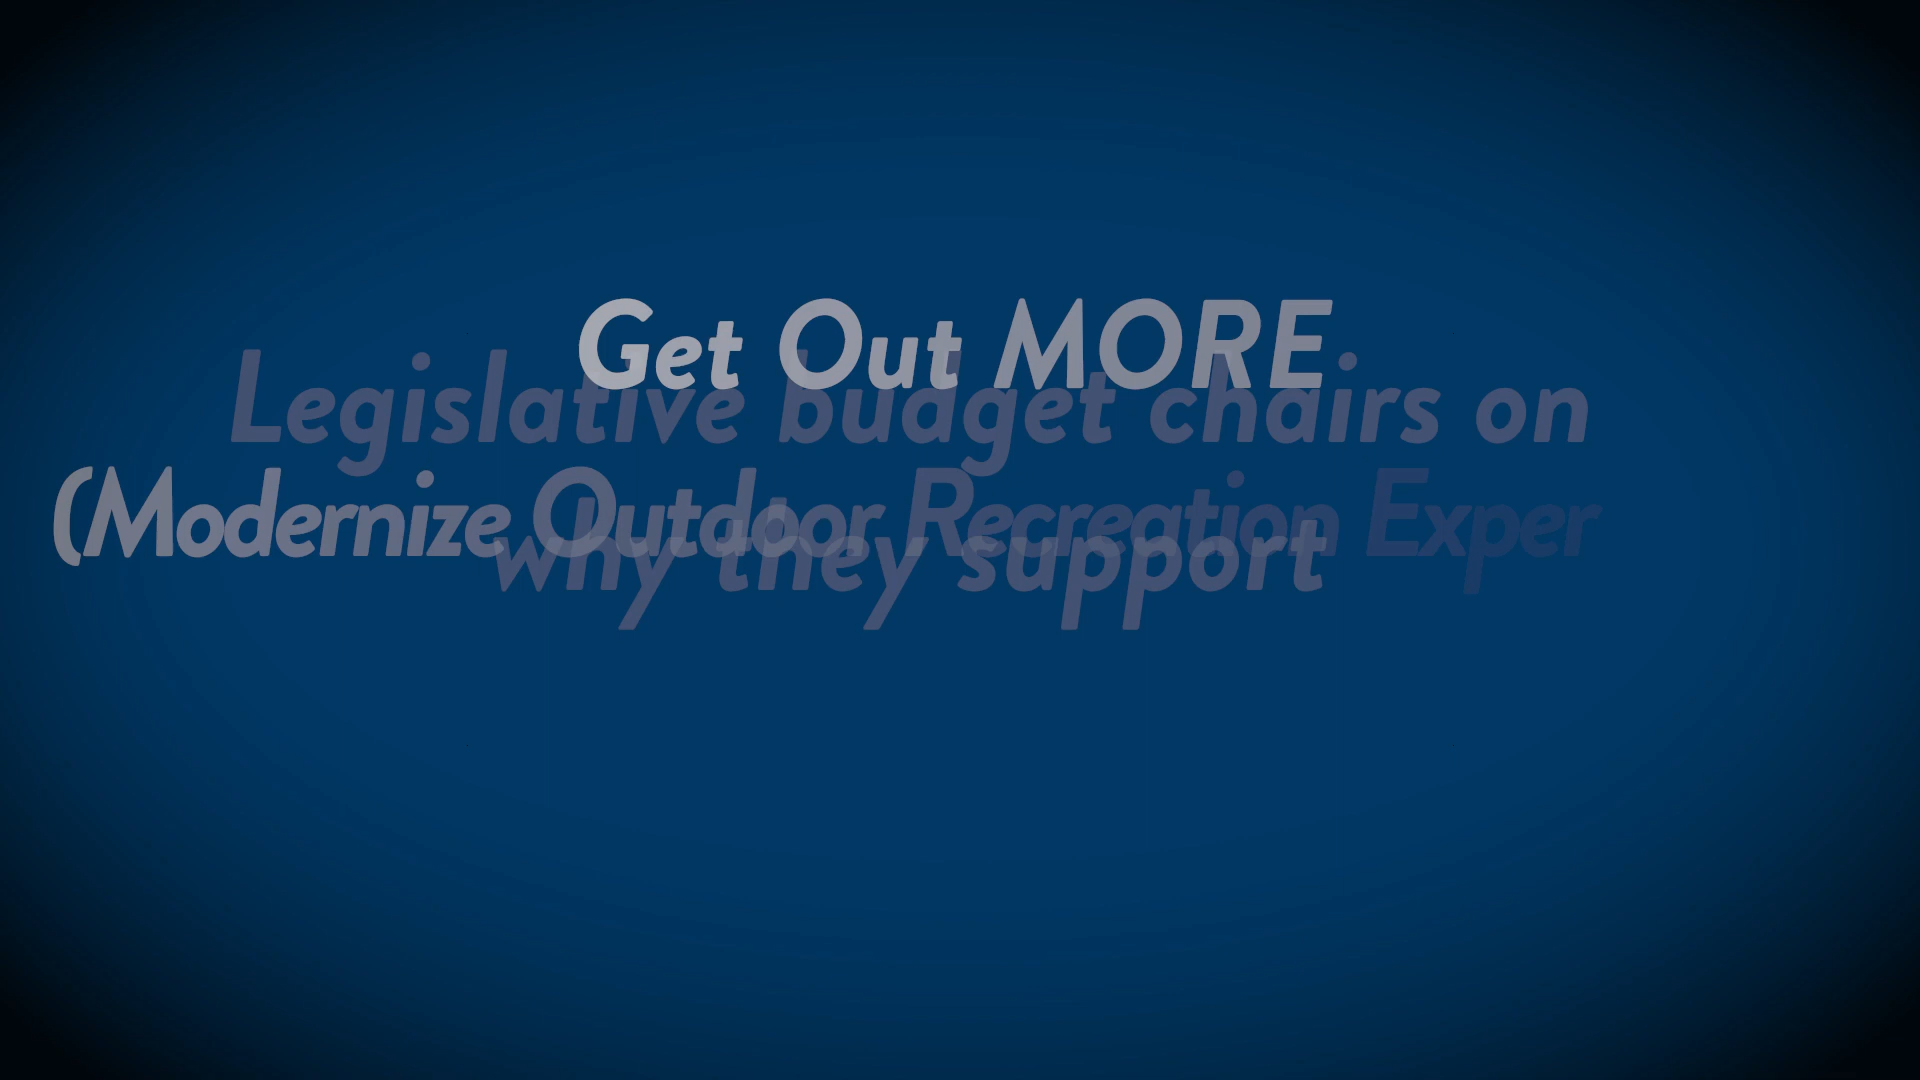 Get Out MORE
Legislative budget chairs on
(Modernize Outdoor Recreation Exper
why they support